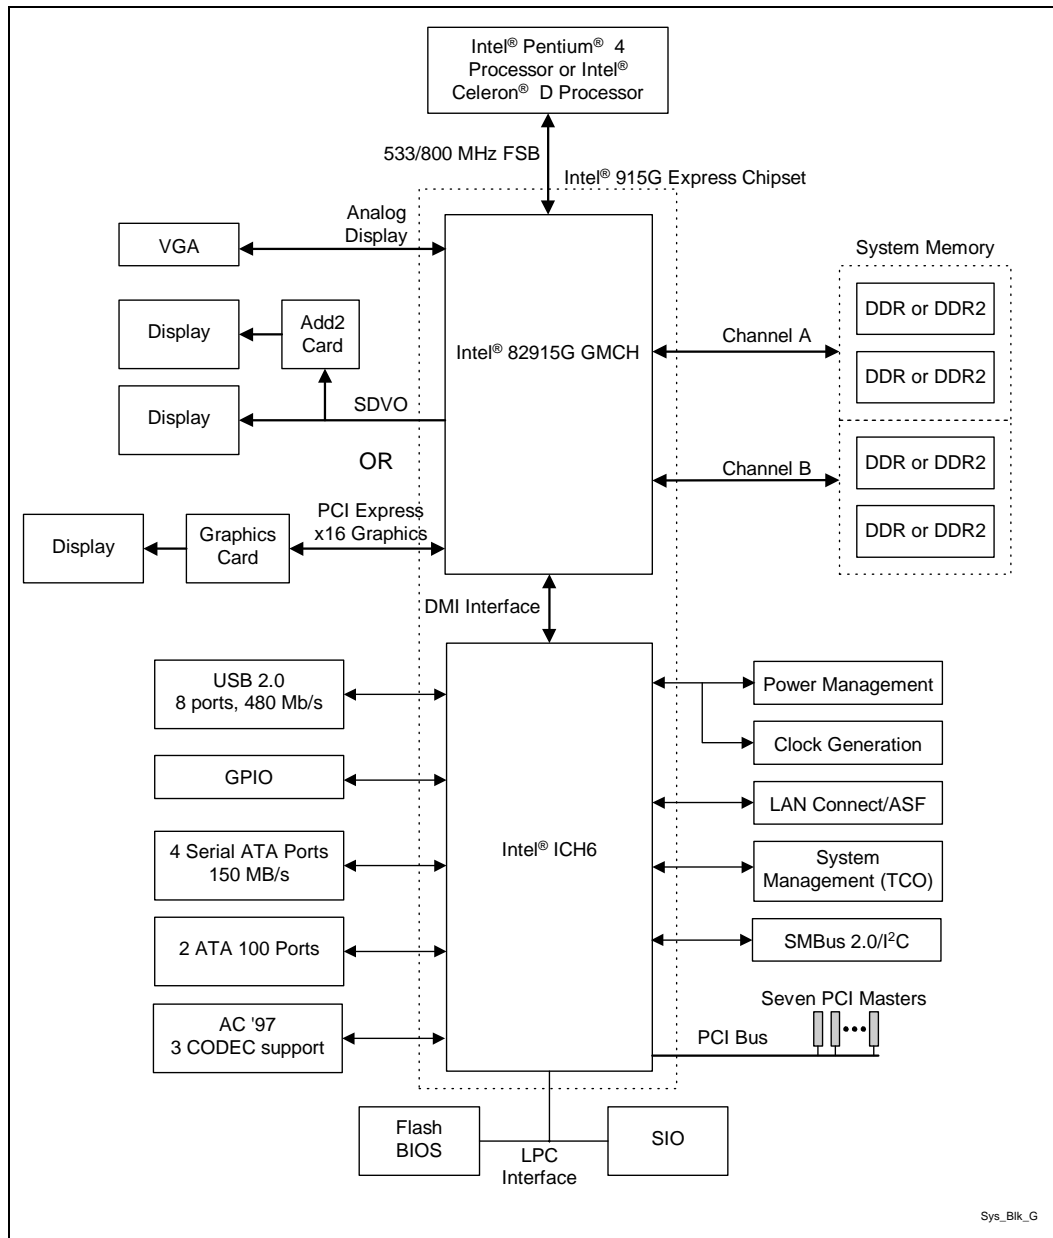 Intel® Pentium® 4
Processor or Intel®
Celeron® D Processor
533/800 MHz FSB
Intel® 915G Express Chipset
Analog
Display
VGA
System Memory
DDR or DDR2
Display
Add2
Card
Channel A
Intel® 82915G GMCH
DDR or DDR2
Display
SDVO
OR
DDR or DDR2
Channel B
PCI Express
x16 Graphics
DDR or DDR2
Display
Graphics
Card
DMI Interface
USB 2.0
8 ports, 480 Mb/s
Power Management
Clock Generation
GPIO
LAN Connect/ASF
4 Serial ATA Ports
150 MB/s
Intel® ICH6
System
Management (TCO)
2 ATA 100 Ports
SMBus 2.0/I²C
Seven PCI Masters
AC '97
3 CODEC support
PCI Bus
Flash
BIOS
LPC
Interface
SIO
Sys_Blk_G